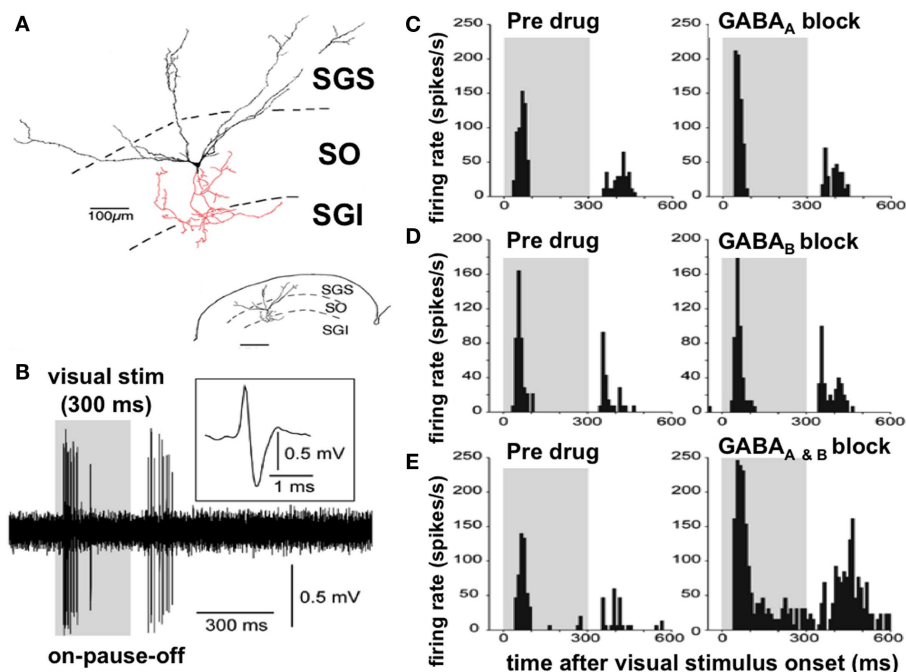 A
SGS
SO
SGI
100µm
SGS
SO
SGI
B
visual stim
(300 ms)
0.5 mV
1 ms
0.5 mV
300 ms
on-pause-off
C
Pre drug
GABAA block
firing rate (spikes/s)
250
200
150
100
50
0
0
300
600
250
200
150
100
50
0
0
300
600
D
Pre drug
GABAB block
firing rate (spikes/s)
200
160
120
80
40
0
0
300
600
200
160
120
80
40
0
0
300
600
E
Pre drug
GABAA & B block
firing rate (spikes/s)
250
200
150
100
50
0
0
300
600
250
200
150
100
50
0
0
300
600
time after visual stimulus onset (ms)